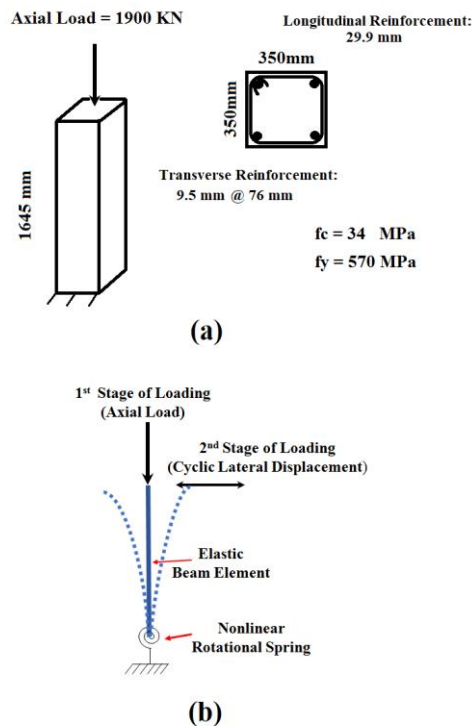 Axial Load = 1900 KN
Longitudinal Reinforcement:
29.9 mm
350mm
350mm
1645 mm
Transverse Reinforcement:
9.5 mm @ 76 mm
fc = 34 MPa
fy = 570 MPa
(a)
1st Stage of Loading
(Axial Load)
2nd Stage of Loading
(Cyclic Lateral Displacement)
Elastic
Beam Element
Nonlinear
Rotational Spring
(b)